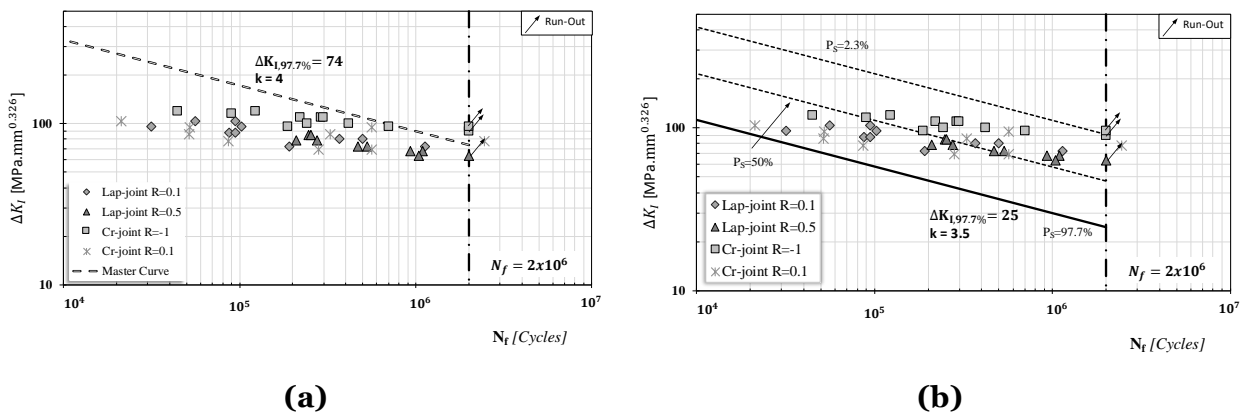 Run-Out
100
10
ΔK_I [MPa.mm^0.326]
ΔK_I,97.7% = 74
k = 4
Lap-joint R=0.1
Lap-joint R=0.5
Cr-joint R=-1
Cr-joint R=0.1
Master Curve
N_f = 2x10^6
10^4 10^5 10^6 10^7
N_f [Cycles]
(a)
Run-Out
P_S=2.3%
100
10
ΔK_I [MPa.mm^0.326]
P_S=50%
ΔK_I,97.7% = 25
k = 3.5
P_S=97.7%
Lap-joint R=0.1
Lap-joint R=0.5
Cr-joint R=-1
Cr-joint R=0.1
N_f = 2x10^6
10^4 10^5 10^6 10^7
N_f [Cycles]
(b)